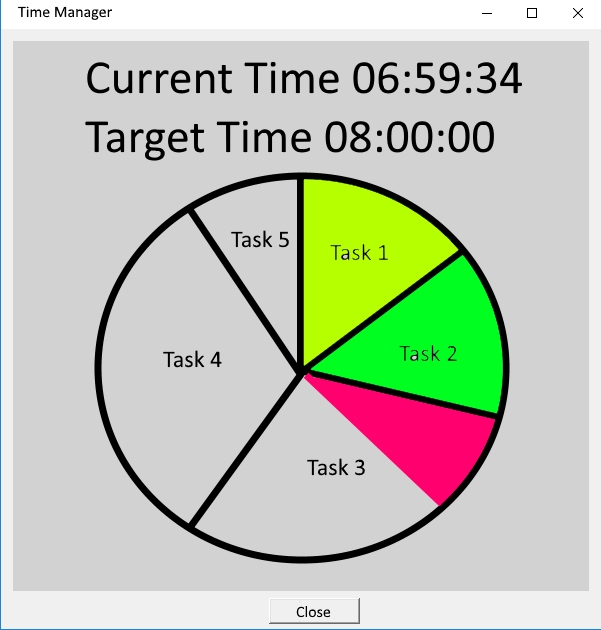 Time Manager
Current Time 06:59:34
Target Time 08:00:00
Task 5
Task 1
Task 2
Task 4
Task 3
Close